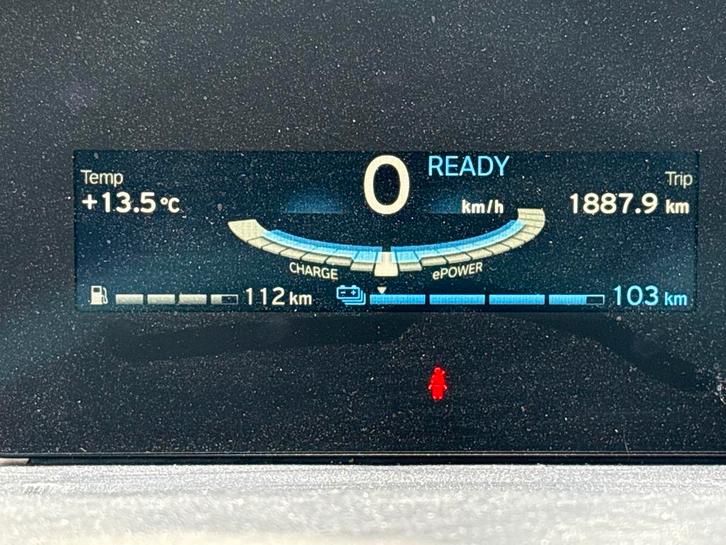 READY
0
km/h
Temp
+13.5 °C
Trip
1887.9 km
CHARGE
ePOWER
112 km
103 km